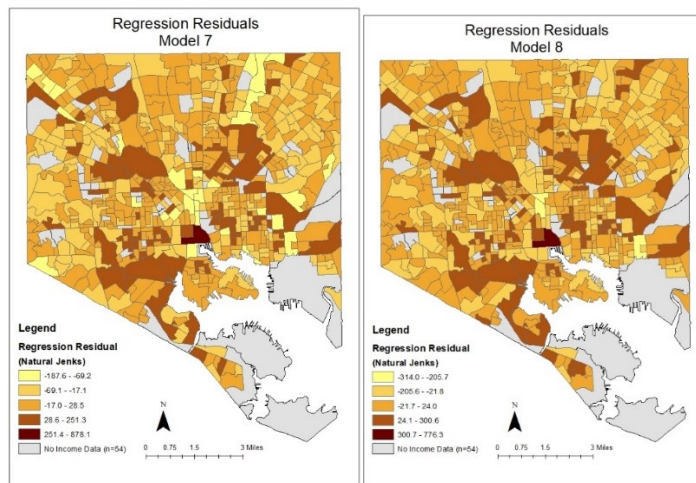 Regression Residuals
Model 7
Legend
Regression Residual
(Natural Jenks)
-187.6 - -69.2
-69.1 - -17.1
-17.0 - 28.5
28.6 - 251.3
251.4 - 878.1
No Income Data (n=54)
N
0 0.75 1.5 3 Miles
Regression Residuals
Model 8
Legend
Regression Residual
(Natural Jenks)
-314.0 - -205.7
-205.6 - -21.8
-21.7 - 24.0
24.1 - 300.6
300.7 - 776.3
No Income Data (n=54)
N
0 0.75 1.5 3 Miles